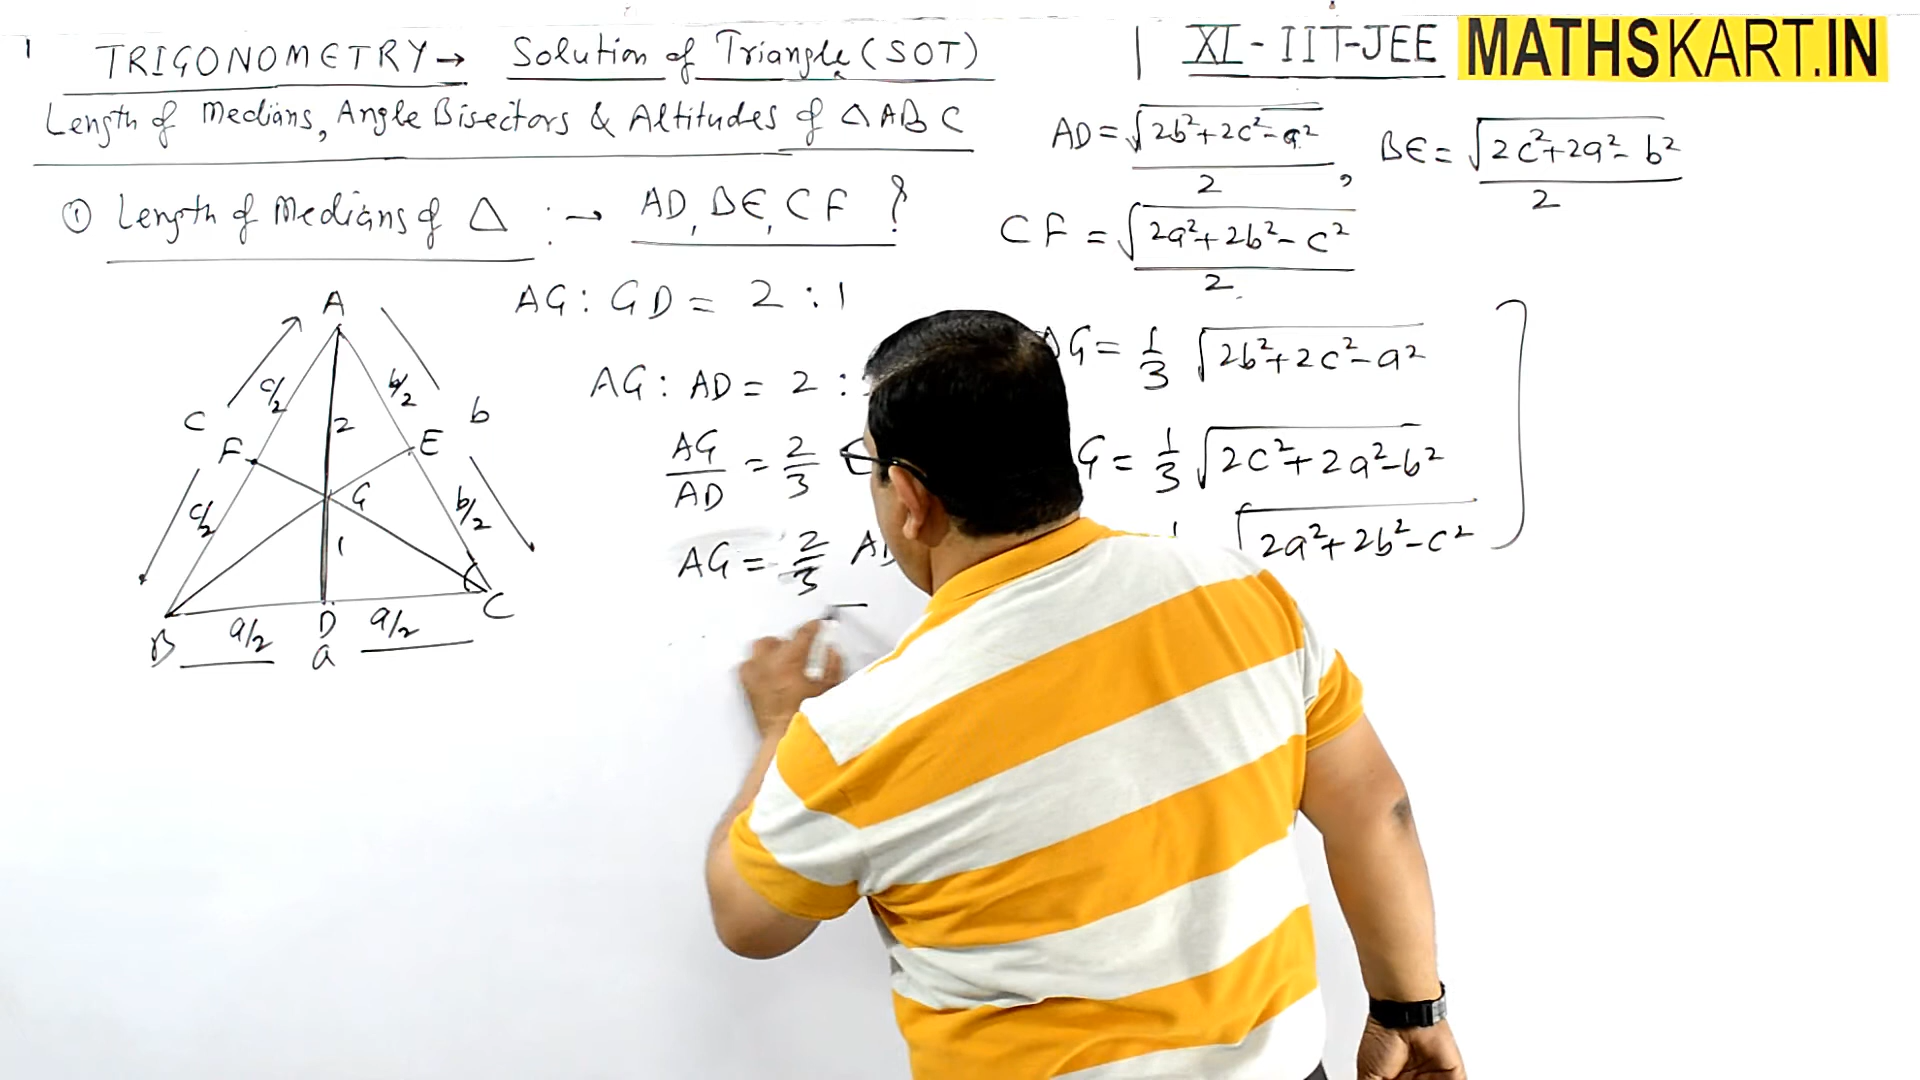 1
TRIGONOMETRY → Solution of Triangle (SOT)
XI - IIT-JEE
MATHSKART.IN
Length of Medians, Angle Bisectors & Altitudes of △ ABC
AD = √2b²+2c²-a² / 2 , BE = √2c²+2a²-b² / 2
① Length of Medians of △ :→ AD, BE, CF ?
CF = √2a²+2b²-c² / 2
AG : GD = 2 : 1
AG : AD = 2 :
AG / AD = 2/3
AG = 2/3
G = 1/3 √2b²+2c²-a²
G = 1/3 √2c²+2a²-b²
√2a²+2b²-c²
A
c/2
b/2
C
b
2
F
E
G
c/2
b/2
1
B
a/2
D
a/2
C
a